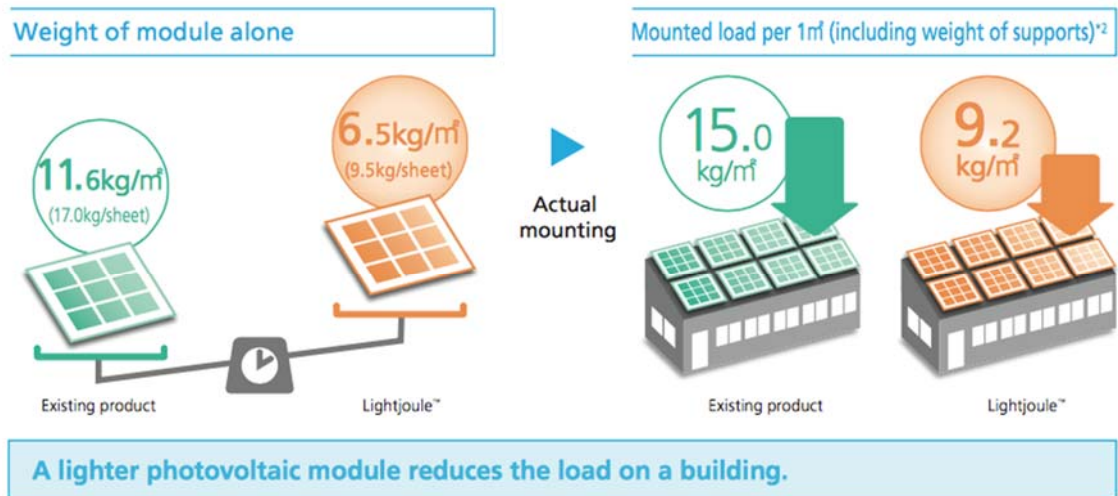 Weight of module alone
Mounted load per 1㎡ (including weight of supports)*2
11.6kg/㎡
(17.0kg/sheet)
6.5kg/㎡
(9.5kg/sheet)
Actual
mounting
15.0
kg/㎡
9.2
kg/㎡
Existing product
Lightjoule™
Existing product
Lightjoule™
A lighter photovoltaic module reduces the load on a building.